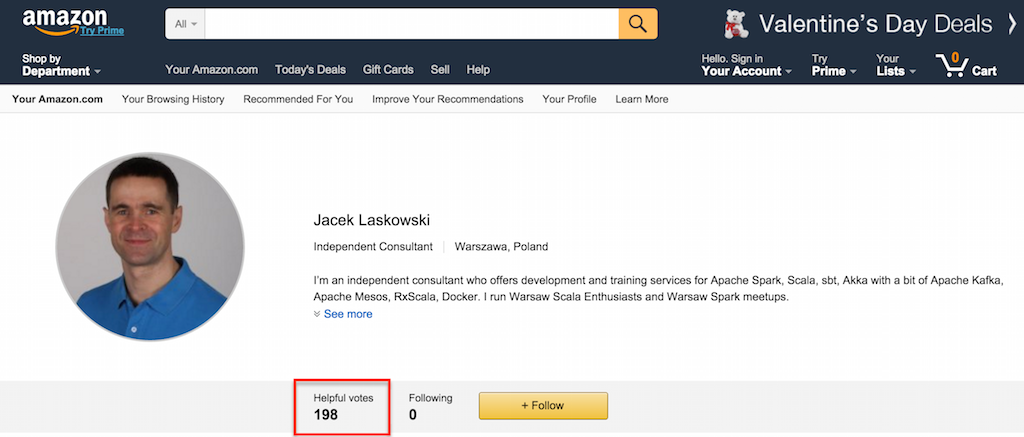 amazon
Try Prime
All
Valentine's Day Deals
Shop by
Department
Your Amazon.com Today's Deals Gift Cards Sell Help
Hello. Sign in
Your Account
Try
Prime
Your
Lists
0
Cart
Your Amazon.com Your Browsing History Recommended For You Improve Your Recommendations Your Profile Learn More
Jacek Laskowski
Independent Consultant Warszawa, Poland
I'm an independent consultant who offers development and training services for Apache Spark, Scala, sbt, Akka with a bit of Apache Kafka,
Apache Mesos, RxScala, Docker. I run Warsaw Scala Enthusiasts and Warsaw Spark meetups.
See more
Helpful votes
198
Following
0
+ Follow